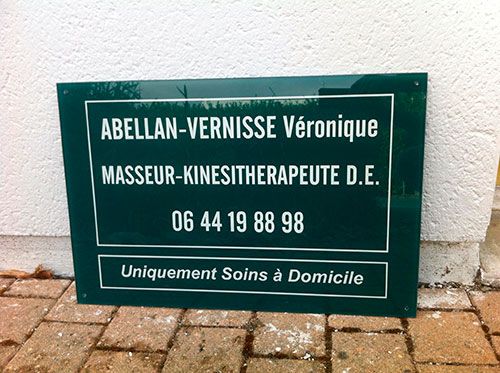 ABELLAN-VERNISSE Véronique
MASSEUR-KINESITHERAPEUTE D.E.
06 44 19 88 98
Uniquement Soins à Domicile